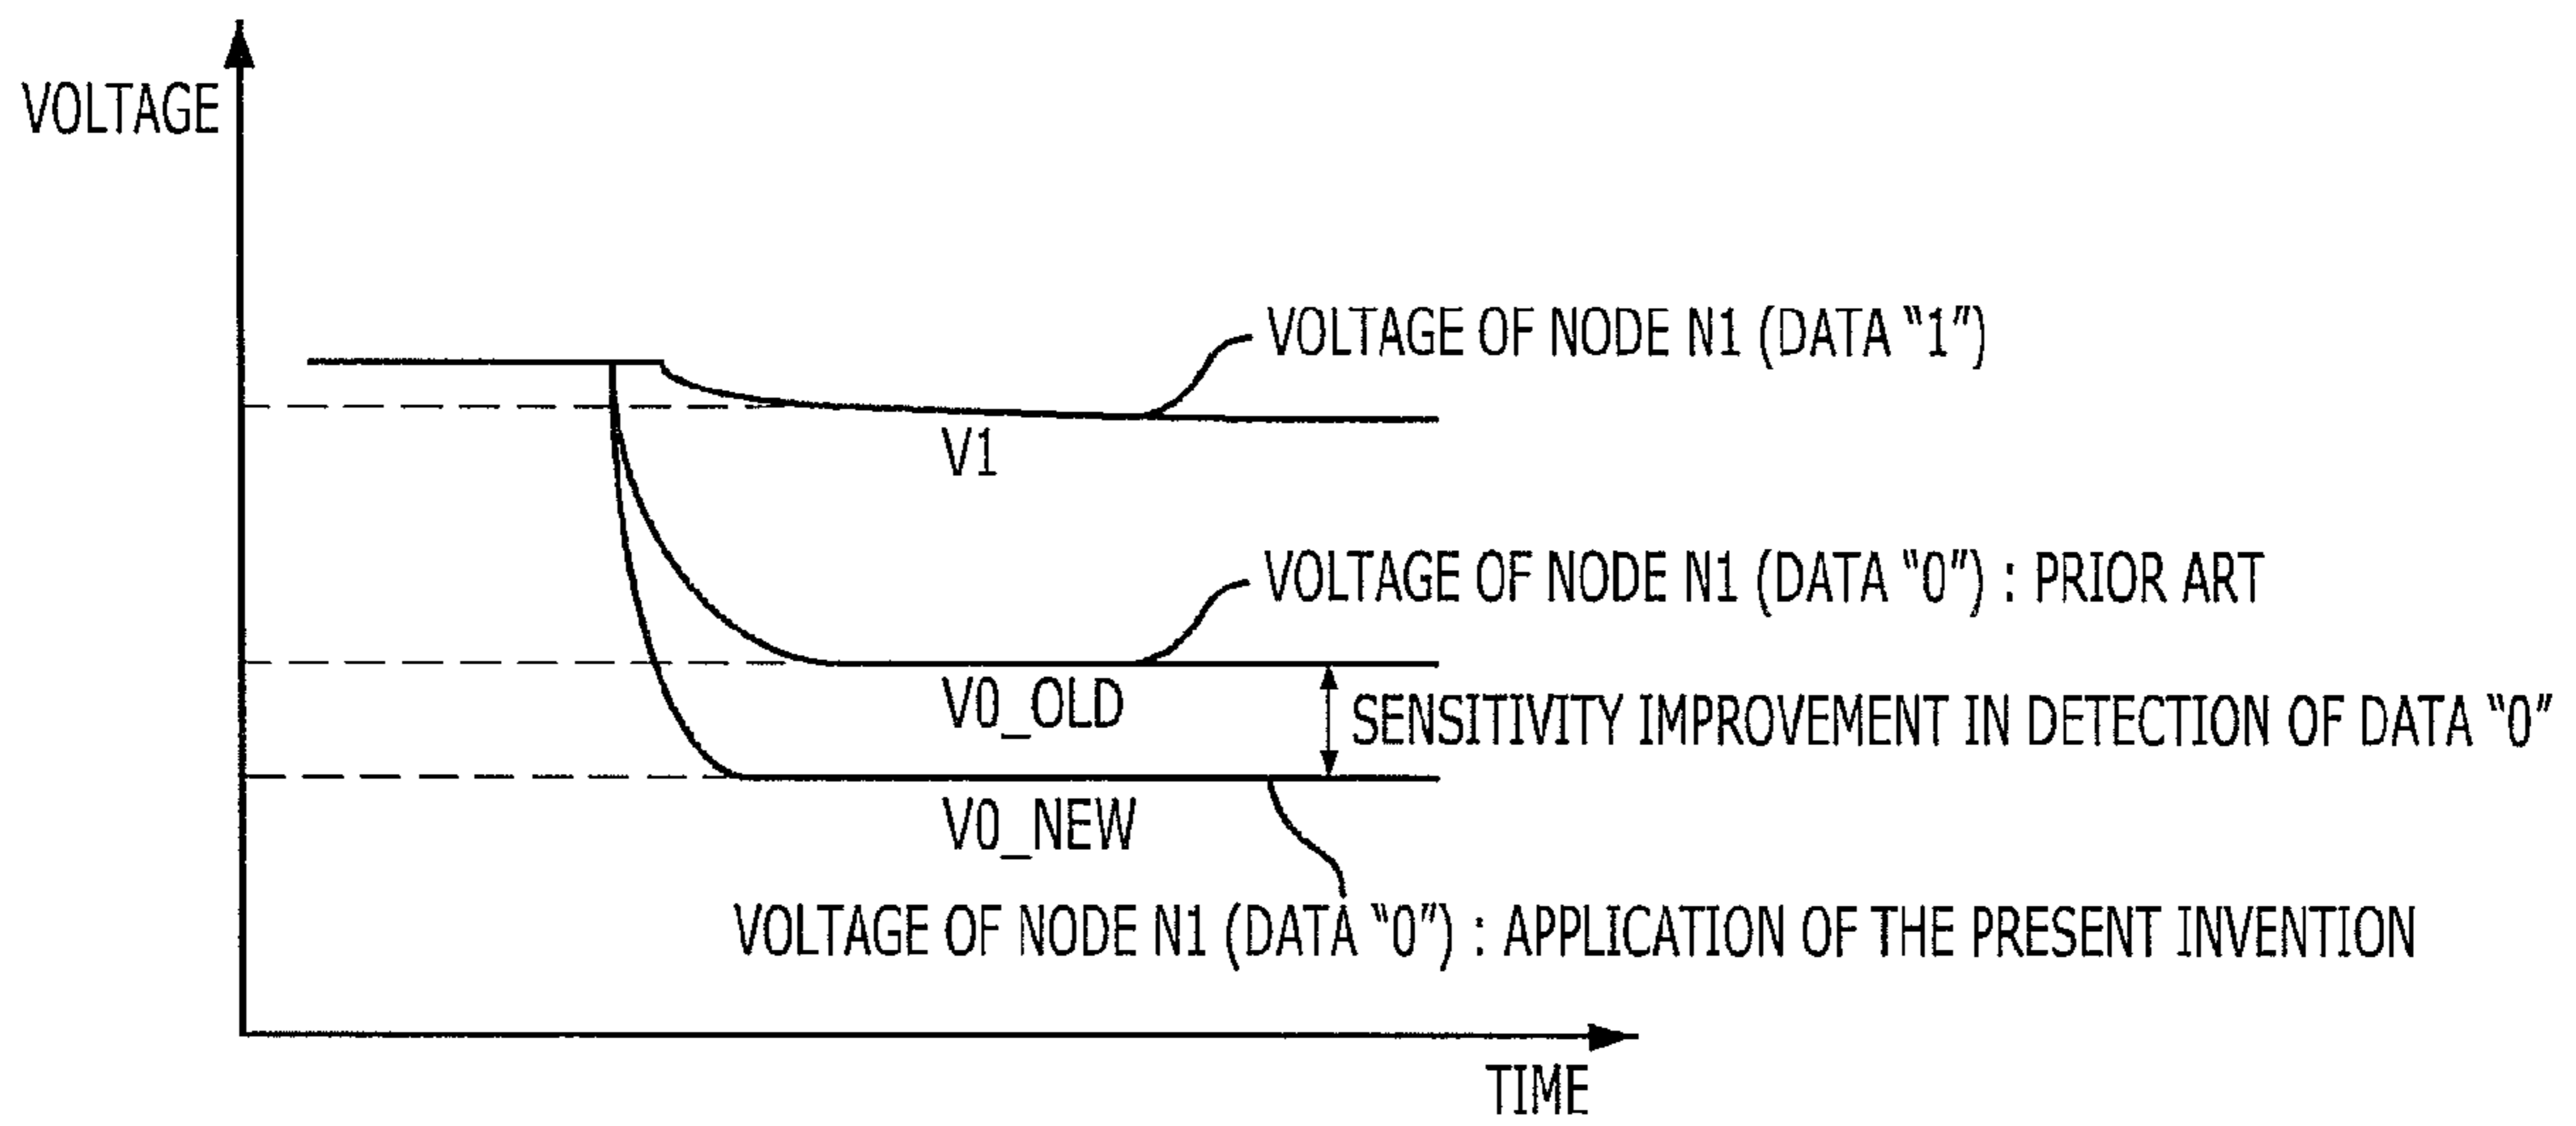 VOLTAGE
VOLTAGE OF NODE N1 (DATA “1”)
V1
VOLTAGE OF NODE N1 (DATA “0”) : PRIOR ART
V0_OLD
SENSITIVITY IMPROVEMENT IN DETECTION OF DATA “0”
V0_NEW
VOLTAGE OF NODE N1 (DATA “0”) : APPLICATION OF THE PRESENT INVENTION
TIME